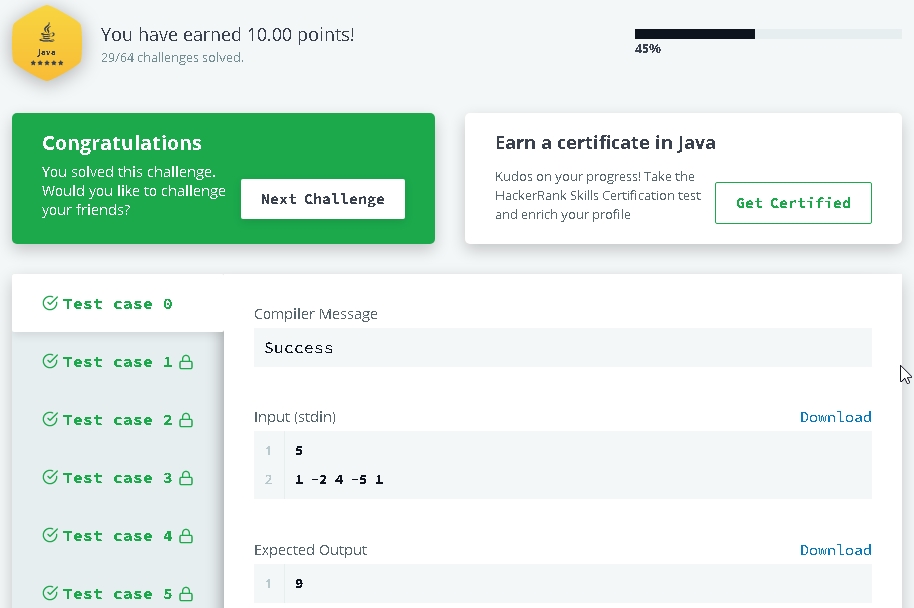 Java
★★★★★
You have earned 10.00 points!
29/64 challenges solved.
45%
Congratulations
You solved this challenge.
Would you like to challenge
your friends?
Next Challenge
Earn a certificate in Java
Kudos on your progress! Take the
HackerRank Skills Certification test
and enrich your profile
Get Certified
Test case 0
Test case 1
Test case 2
Test case 3
Test case 4
Test case 5
Compiler Message
Success
Input (stdin)
Download
1 5
2 1 -2 4 -5 1
Expected Output
Download
1 9